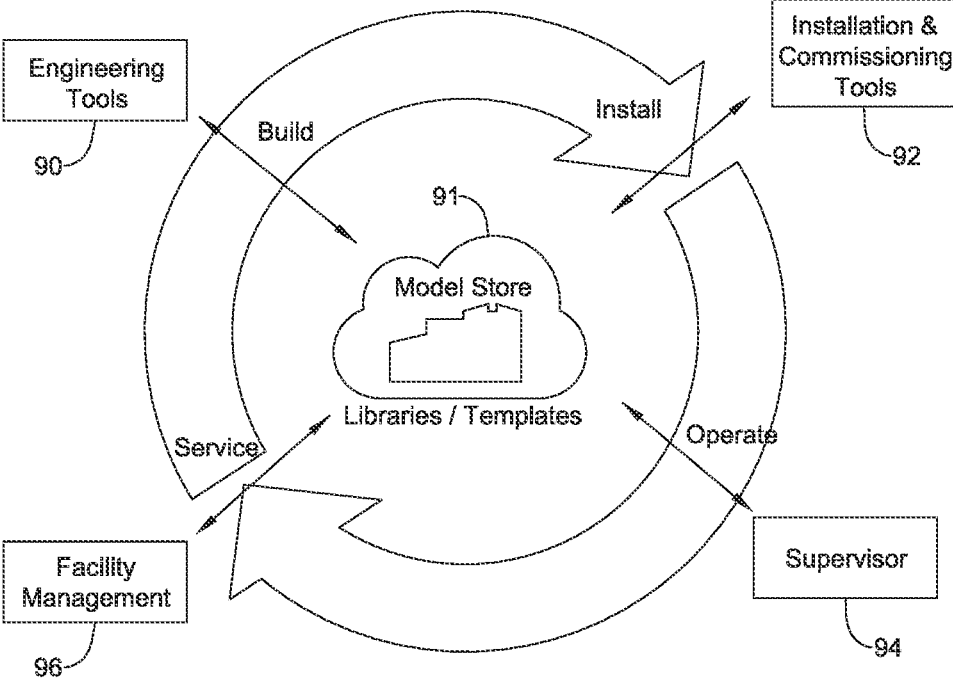 Engineering
Tools
90
Build
Install
Installation &
Commissioning
Tools
92
91
Model Store
Libraries / Templates
Service
Operate
Facility
Management
96
Supervisor
94